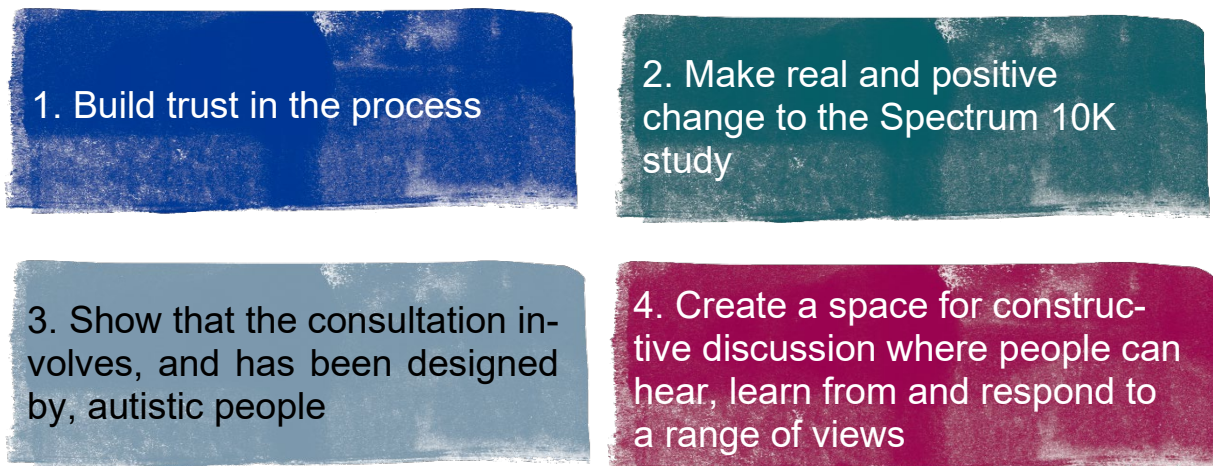 1. Build trust in the process
2. Make real and positive
change to the Spectrum 10K
study
3. Show that the consultation in-
volves, and has been designed
by, autistic people
4. Create a space for construc-
tive discussion where people can
hear, learn from and respond to
a range of views